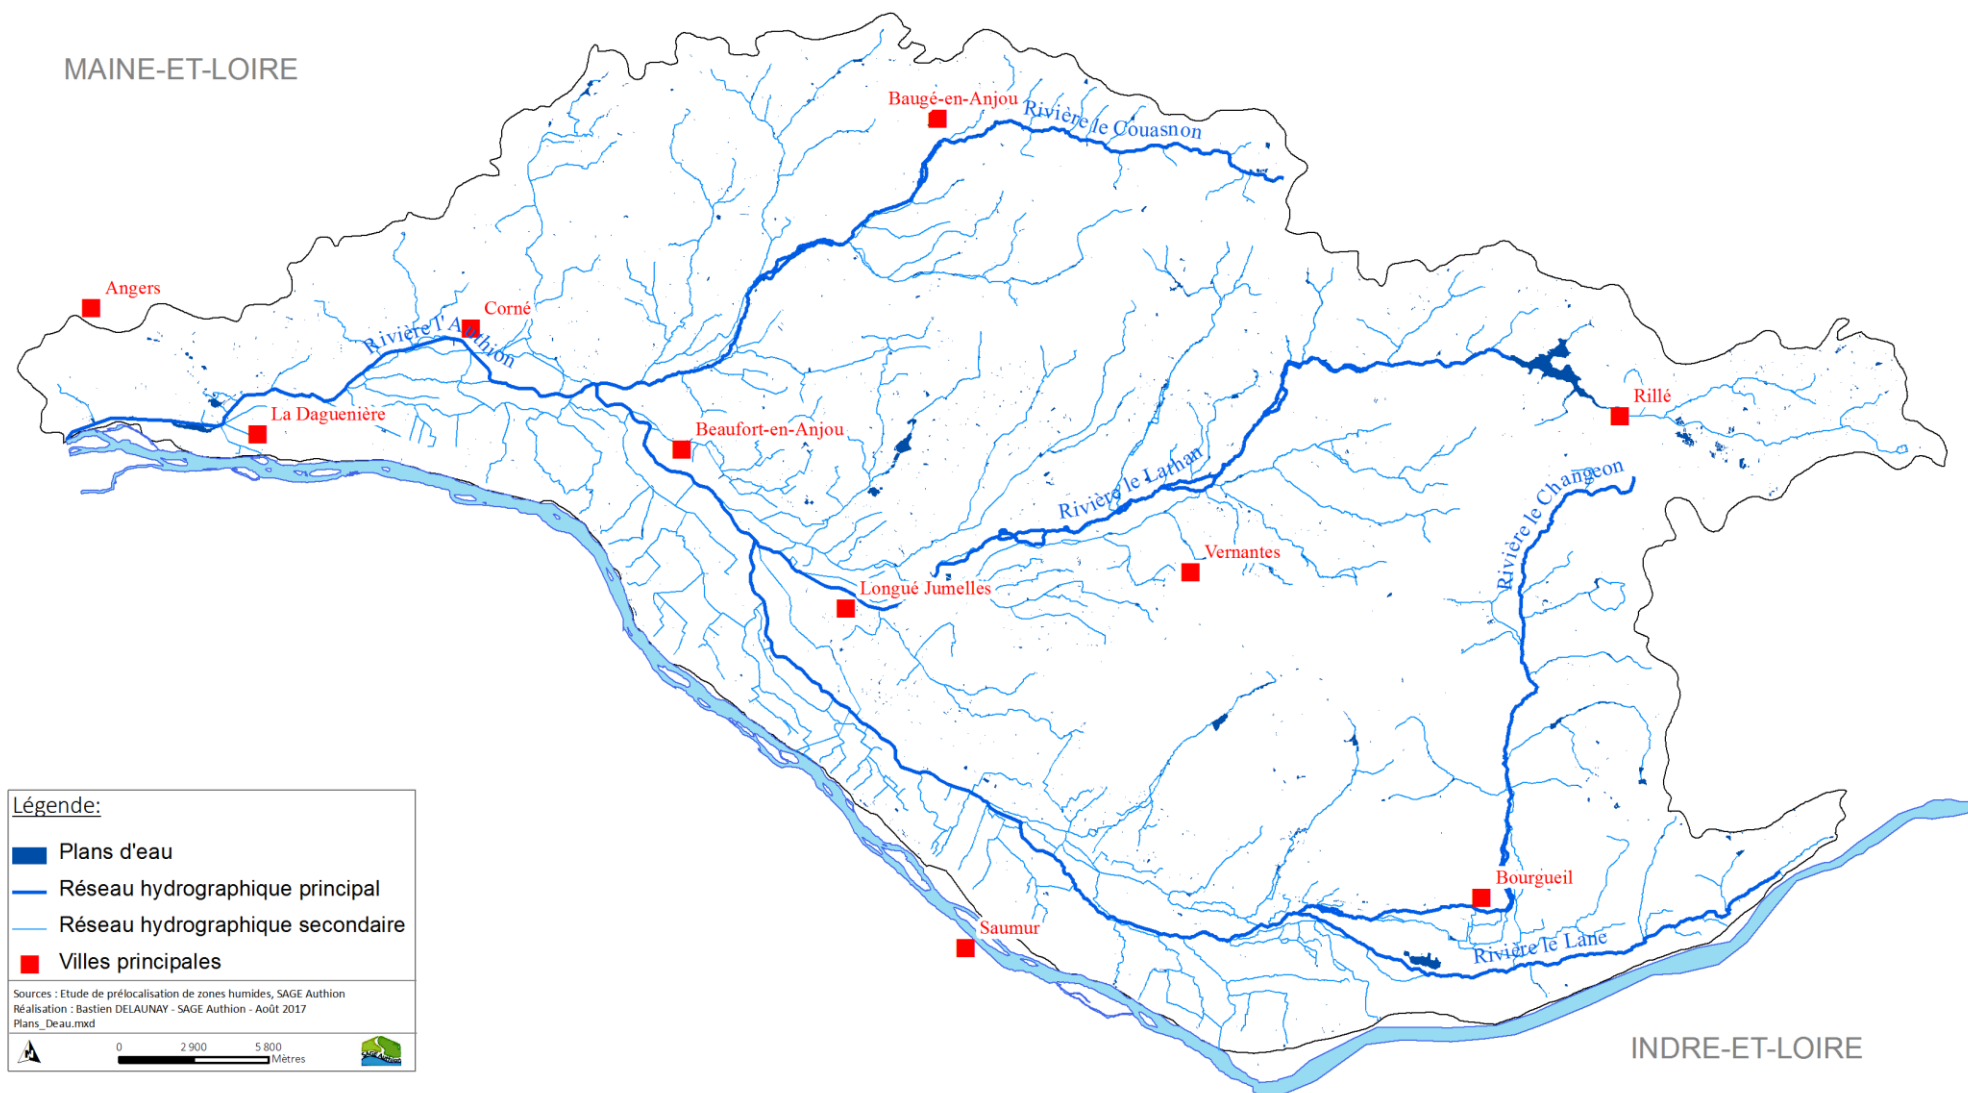 MAINE-ET-LOIRE
Baugé-en-Anjou
Rivière le Couasnon
Angers
Corné
Rivière l'Authion
La Daguenière
Beaufort-en-Anjou
Rillé
Rivière le Lathan
Rivière le Changeon
Vernantes
Longué Jumelles
Bourgueil
Saumur
Rivière le Lane
INDRE-ET-LOIRE
Légende:
Plans d'eau
Réseau hydrographique principal
Réseau hydrographique secondaire
Villes principales
Sources : Etude de prélocalisation de zones humides, SAGE Authion
Réalisation : Bastien DELAUNAY - SAGE Authion - Août 2017
Plans_Deau.mxd
0 2 900 5 800
Mètres